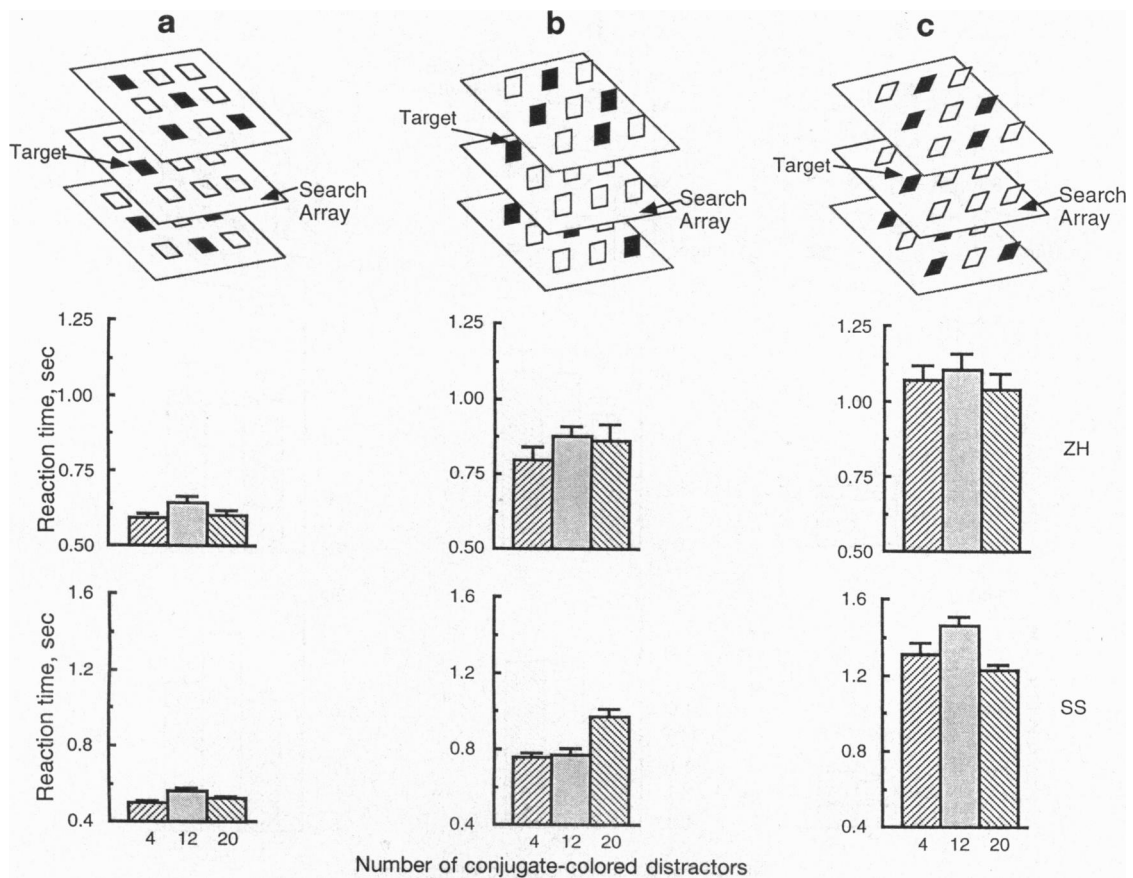 a
b
c
Target
Search
Array
Target
Search
Array
Target
Search
Array
Reaction time, sec
1.25
1.00
0.75
0.50
1.25
1.00
0.75
0.50
1.25
1.00
0.75
0.50
ZH
Reaction time, sec
1.6
1.2
0.8
0.4
1.6
1.2
0.8
0.4
1.6
1.2
0.8
0.4
SS
4 12 20
4 12 20
4 12 20
Number of conjugate-colored distractors